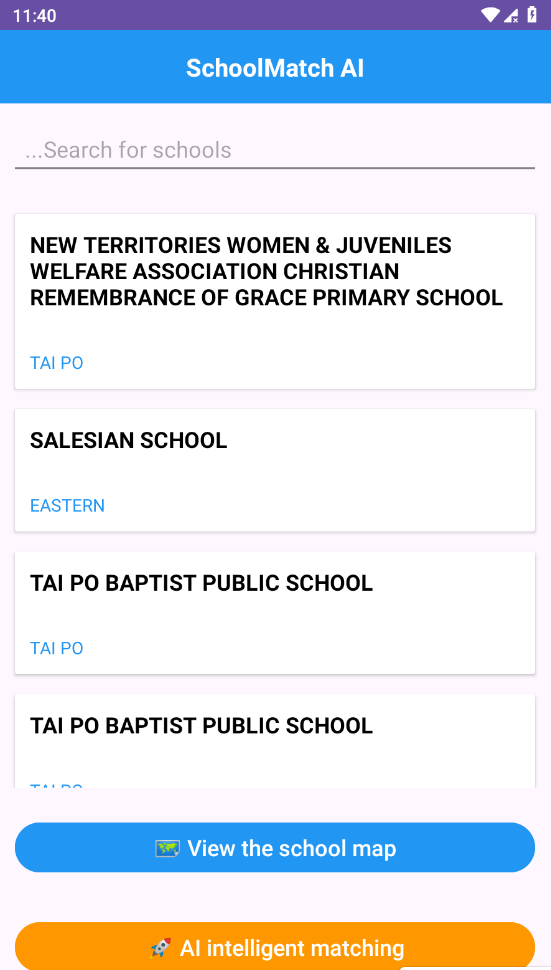 11:40
SchoolMatch AI
...Search for schools
NEW TERRITORIES WOMEN & JUVENILES
WELFARE ASSOCIATION CHRISTIAN
REMEMBRANCE OF GRACE PRIMARY SCHOOL
TAI PO
SALESIAN SCHOOL
EASTERN
TAI PO BAPTIST PUBLIC SCHOOL
TAI PO
TAI PO BAPTIST PUBLIC SCHOOL
View the school map
AI intelligent matching